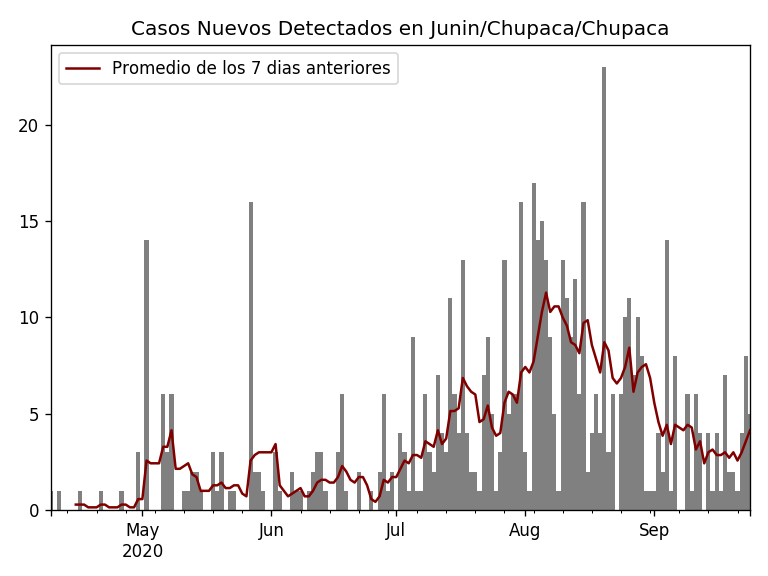 Casos Nuevos Detectados en Junin/Chupaca/Chupaca
Promedio de los 7 dias anteriores
20
15
10
5
0
May Jun Jul Aug Sep
2020